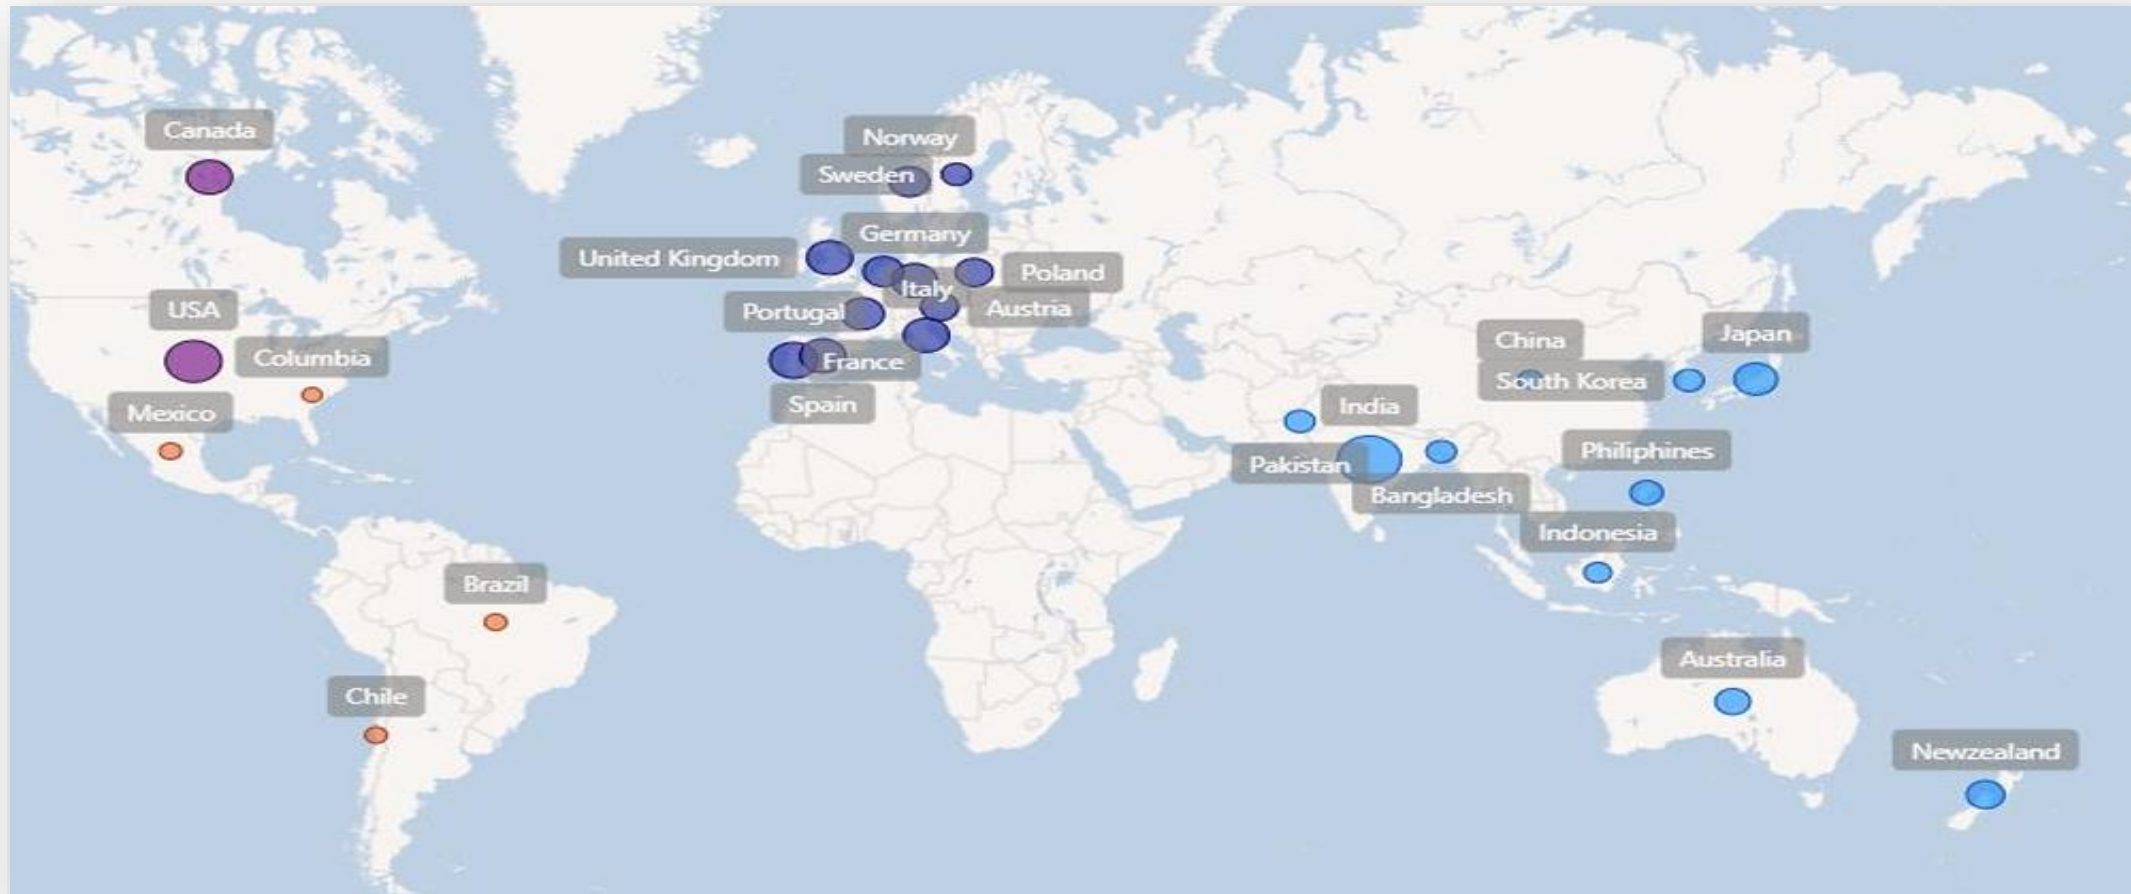 Canada
Norway
Sweden
Germany
United Kingdom
Poland
Italy
USA
Portugal
Austria
Columbia
France
China
Japan
South Korea
Mexico
Spain
India
Pakistan
Philiphines
Bangladesh
Indonesia
Brazil
Australia
Chile
Newzealand